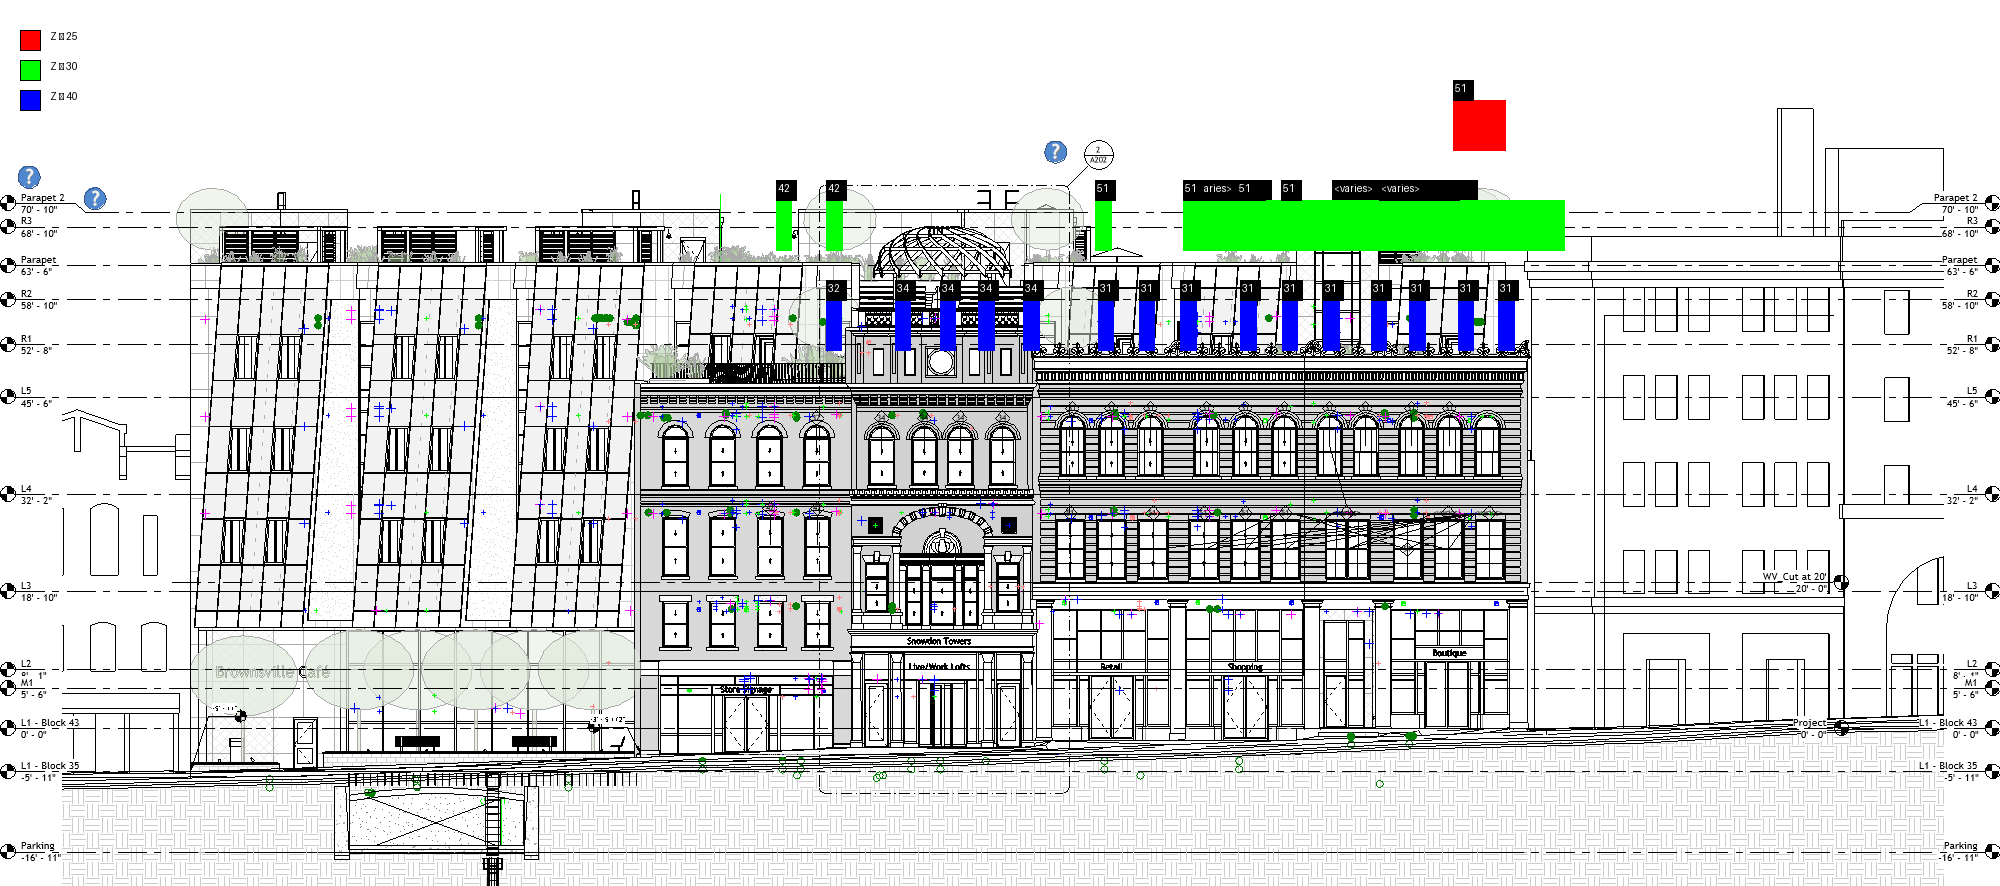 Z 25
Z 30
Z 40
51
2
A202
42
42
51
51 aries> 51
51
<varies> <varies>
Parapet 2
70' - 10"
R3
68' - 10"
Parapet
63' - 6"
R2
58' - 10"
R1
52' - 8"
L5
45' - 6"
L4
32' - 2"
L3
18' - 10"
L2
8' - 1"
M1
5' - 6"
L1 - Block 43
0' - 0"
L1 - Block 35
-5' - 11"
Parking
-16' - 11"
32
34
34
34
34
31
31
31
31
31
31
31
31
31
31
Brownsville Café
Snowdon Towers
Live/Work Lofts
Store Signage
Retail
Shopping
Boutique
WV_Cut at 20'
20' - 0"
Project
0' - 0"
Parapet 2
70' - 10"
R3
68' - 10"
Parapet
63' - 6"
R2
58' - 10"
R1
52' - 8"
L5
45' - 6"
L4
32' - 2"
L3
18' - 10"
L2
8' - 1"
M1
5' - 6"
L1 - Block 43
0' - 0"
L1 - Block 35
-5' - 11"
Parking
-16' - 11"